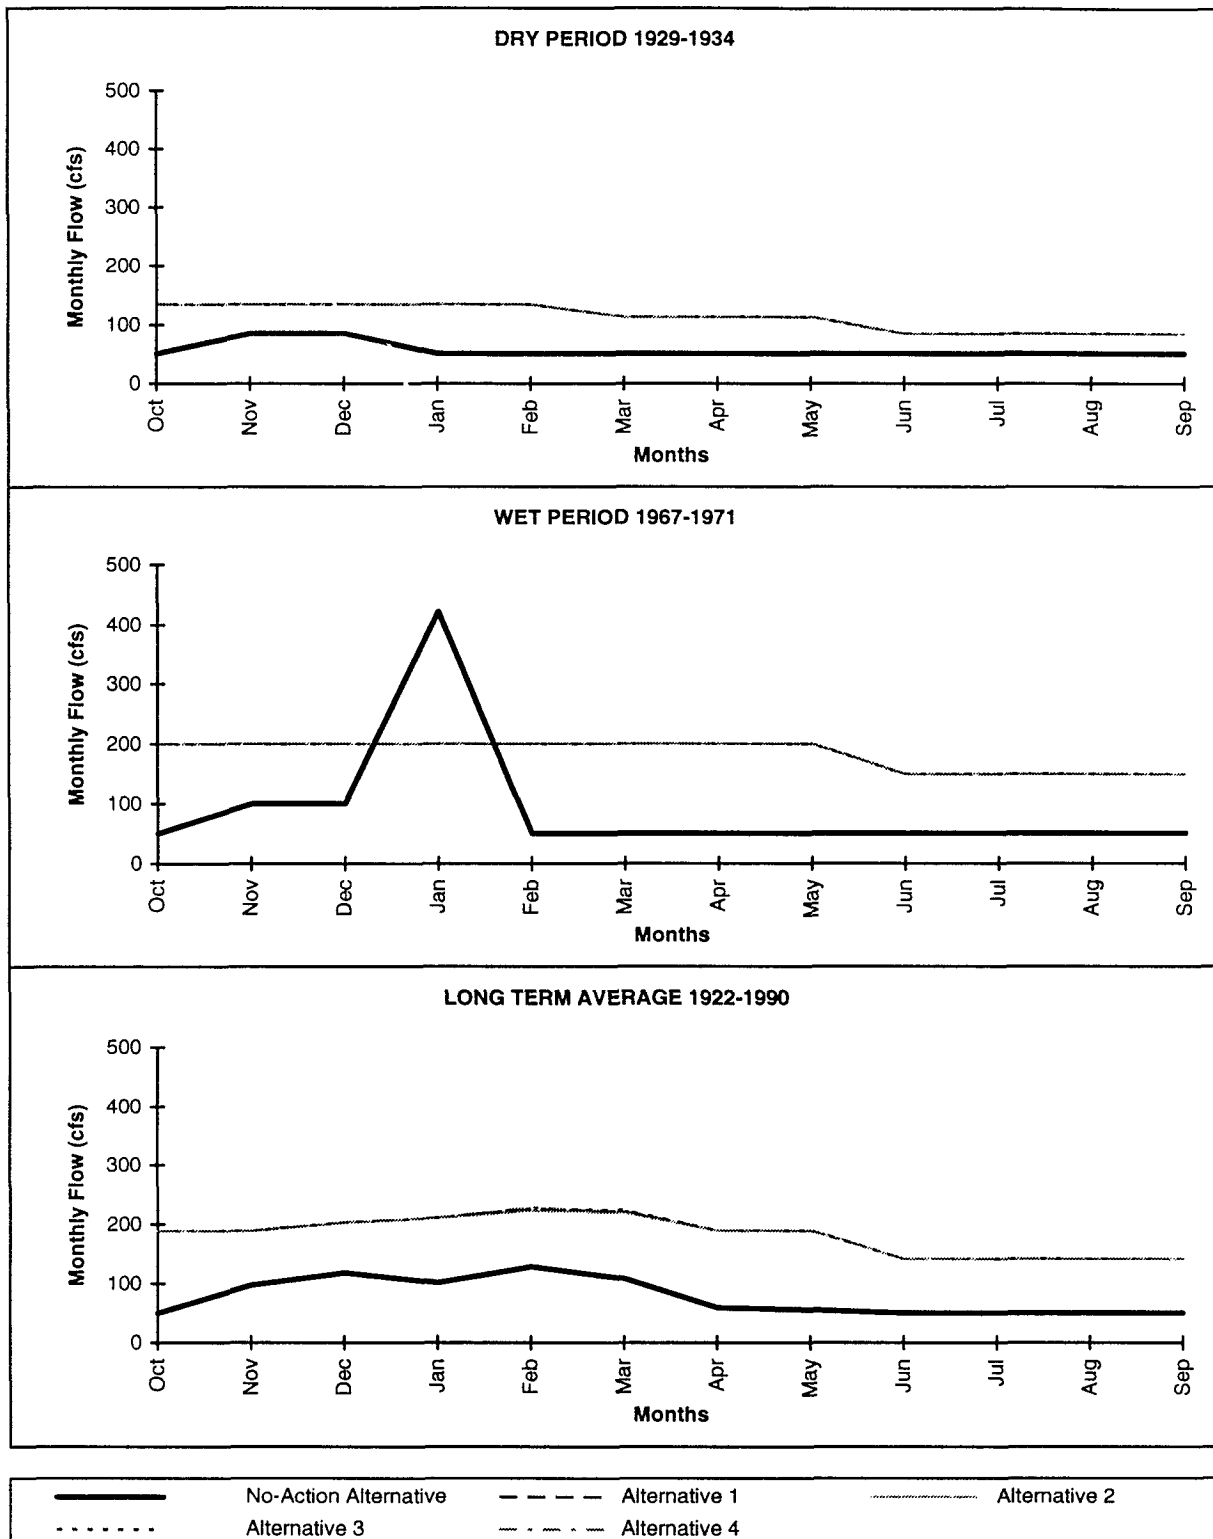 DRY PERIOD 1929-1934
500
400
300
200
100
0
Monthly Flow (cfs)
Oct Nov Dec Jan Feb Mar Apr May Jun Jul Aug Sep
Months
WET PERIOD 1967-1971
500
400
300
200
100
0
Monthly Flow (cfs)
Oct Nov Dec Jan Feb Mar Apr May Jun Jul Aug Sep
Months
LONG TERM AVERAGE 1922-1990
500
400
300
200
100
0
Monthly Flow (cfs)
Oct Nov Dec Jan Feb Mar Apr May Jun Jul Aug Sep
Months
No-Action Alternative Alternative 1 Alternative 2
Alternative 3 Alternative 4